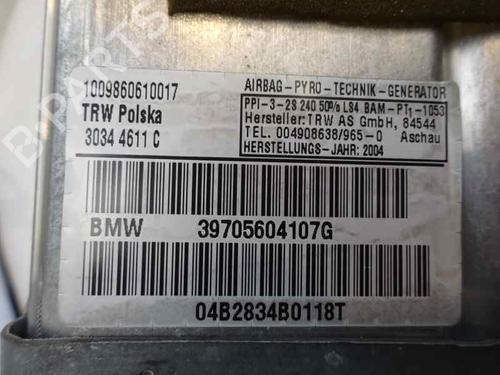 1009860610017
TRW Polska
3034 4611 C
AIRBAG-PYRO-TECHNIK-GENERATOR
PPI-3-2S 240 50% LS4 BAM-PT1-1053
Hersteller:TRW AS GmbH, 84544
TEL. 004908638/965-0 Aschau
HERSTELLUNGS-JAHR: 2004
BMW 39705604107G
04B2834B0118T